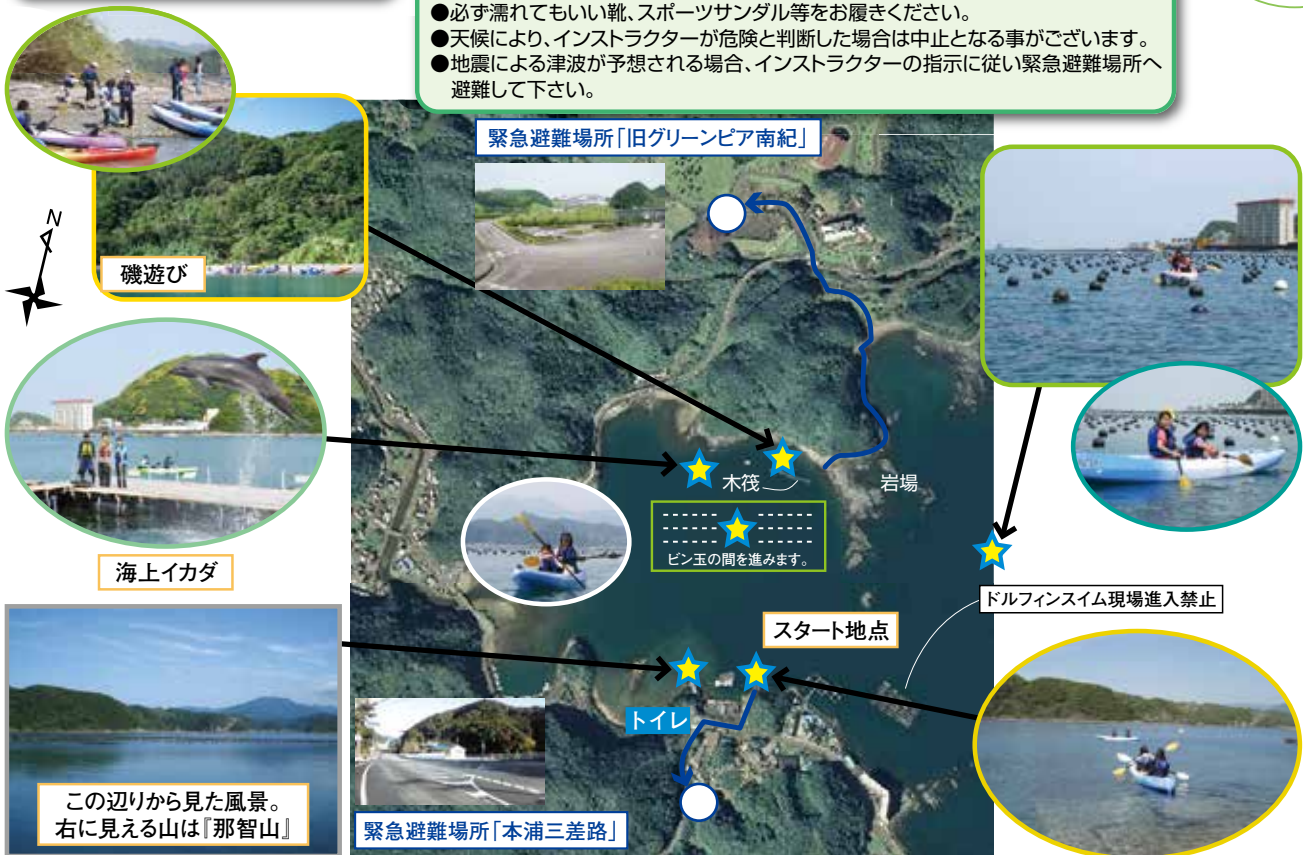 ●必ず濡れてもいい靴、スポーツサンダル等をお履きください。
●天候により、インストラクターが危険と判断した場合は中止となる事がございます。
●地震による津波が予想される場合、インストラクターの指示に従い緊急避難場所へ
避難して下さい。
緊急避難場所「旧グリーンピア南紀」
N
磯遊び
木筏
岩場
ビン玉の間を進みます。
海上イカダ
ドルフィンスイム現場進入禁止
スタート地点
トイレ
この辺りから見た風景。
右に見える山は『那智山』
緊急避難場所「本浦三差路」